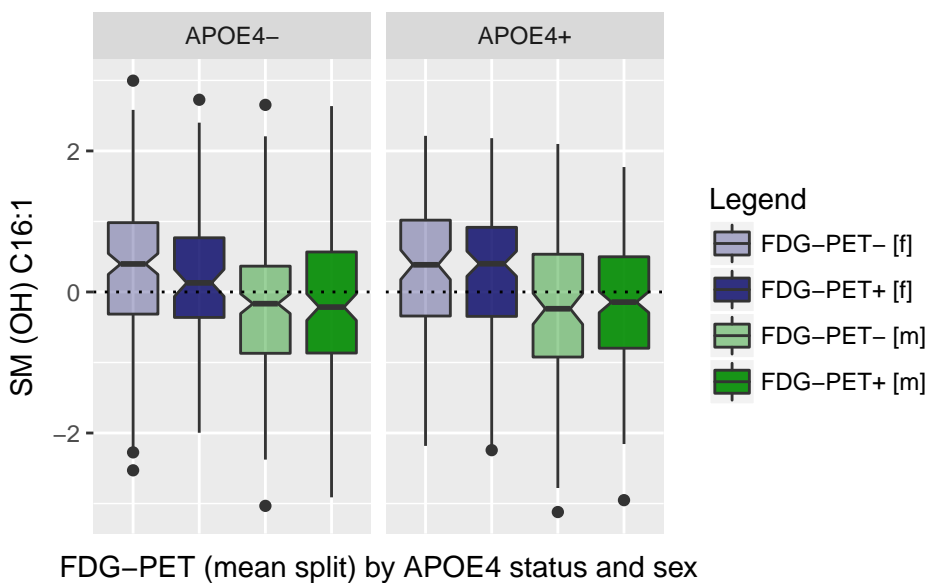 APOE4−
APOE4+
SM (OH) C16:1
2
0
−2
Legend
FDG−PET− [f]
FDG−PET+ [f]
FDG−PET− [m]
FDG−PET+ [m]
FDG−PET (mean split) by APOE4 status and sex